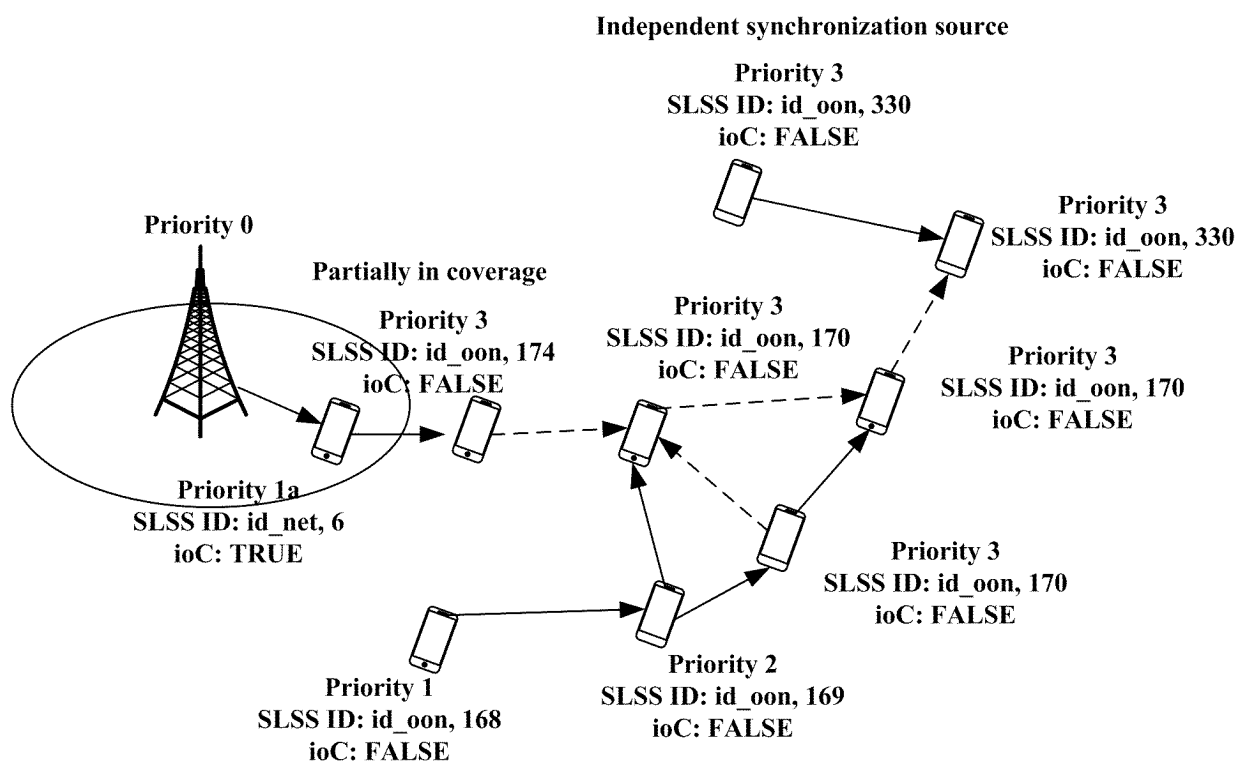 Independent synchronization source
Priority 3
SLSS ID: id_oon, 330
ioC: FALSE
Priority 3
SLSS ID: id_oon, 330
ioC: FALSE
Priority 0
Partially in coverage
Priority 3
SLSS ID: id_oon, 174
ioC: FALSE
Priority 3
SLSS ID: id_oon, 170
ioC: FALSE
Priority 3
SLSS ID: id_oon, 170
ioC: FALSE
Priority 1a
SLSS ID: id_net, 6
ioC: TRUE
Priority 3
SLSS ID: id_oon, 170
ioC: FALSE
Priority 1
SLSS ID: id_oon, 168
ioC: FALSE
Priority 2
SLSS ID: id_oon, 169
ioC: FALSE